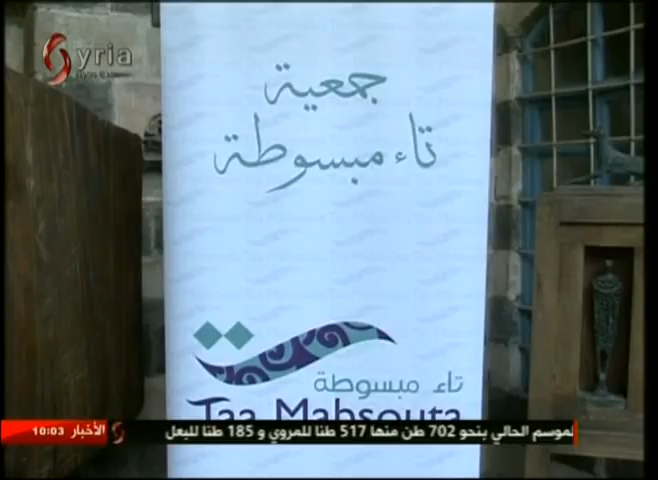 Syria
جمعية
تاء مبسوطة
تاء مبسوطة
Taa Mabsouta
الأخبار 10:03
لموسم الحالي بنحو 702 طن منها 517 طنا للمروي و 185 طنا للبعل